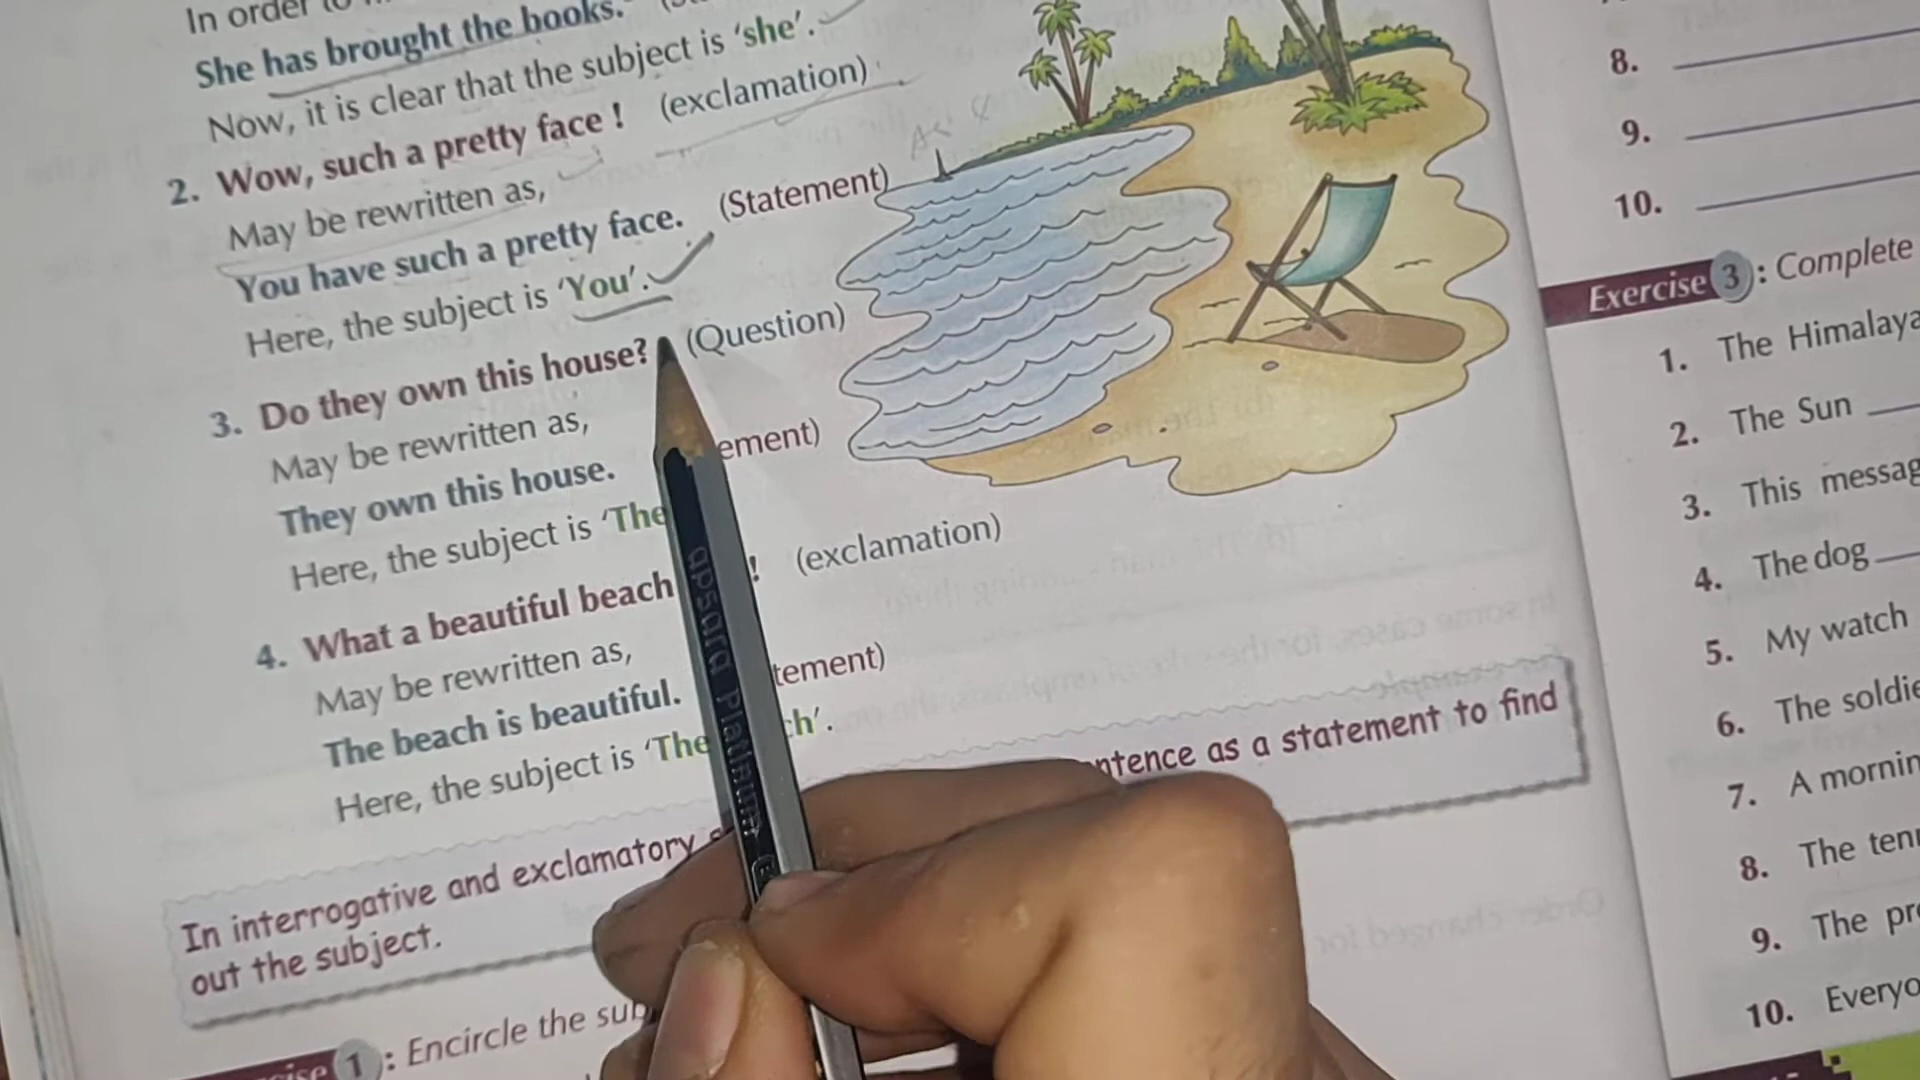 In order to
She has brought the books.
Now, it is clear that the subject is 'she'.
2. Wow, such a pretty face ! (exclamation)
May be rewritten as,
You have such a pretty face. (Statement)
Here, the subject is 'You'.
3. Do they own this house? (Question)
May be rewritten as,
They own this house. ement)
Here, the subject is 'The
4. What a beautiful beach ! (exclamation)
May be rewritten as,
The beach is beautiful. tement)
Here, the subject is 'The ch'.
In interrogative and exclamatory ntence as a statement to find
out the subject.
cise 1 : Encircle the sub
apsara Platinum
8.
9.
10.
Exercise 3 : Complete
1. The Himalaya
2. The Sun
3. This messag
4. The dog
5. My watch
6. The soldie
7. A mornin
8. The ten
9. The pr
10. Everyo